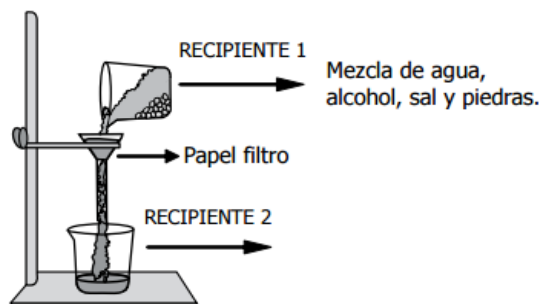 RECIPIENTE 1
Mezcla de agua,
alcohol, sal y piedras.
Papel filtro
RECIPIENTE 2